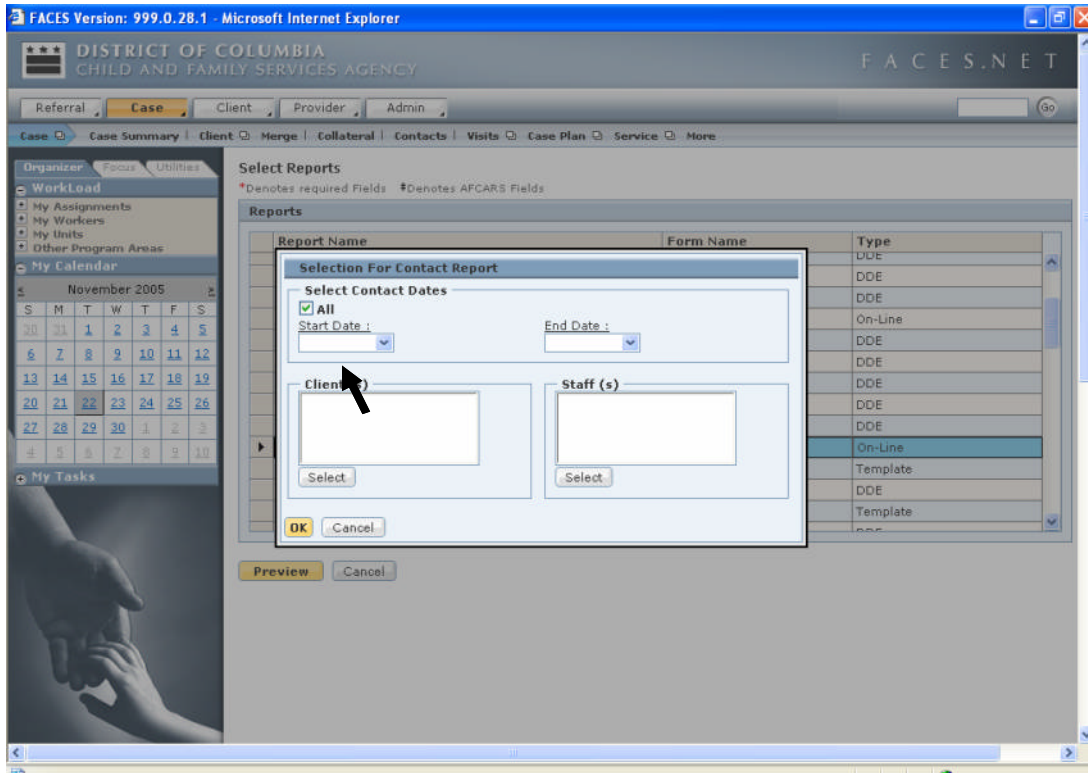 FACES Version: 999.0.28.1 - Microsoft Internet Explorer
DISTRICT OF COLUMBIA
CHILD AND FAMILY SERVICES AGENCY
FACES.NET
Referral Case Client Provider Admin Go
Case Case Summary Client Merge Collateral Contacts Visits Case Plan Service More
Organizer Focus Utilities
WorkLoad
My Assignments
My Workers
My Units
Other Program Areas
My Calendar
November 2005
S M T W T F S
30 31 1 2 3 4 5
6 7 8 9 10 11 12
13 14 15 16 17 18 19
20 21 22 23 24 25 26
27 28 29 30 1 2 3
4 5 6 7 8 9 10
My Tasks
Select Reports
*Denotes required Fields ‡Denotes AFCARS Fields
Reports
Report Name Form Name Type
DDE
DDE
DDE
On-Line
DDE
DDE
DDE
DDE
DDE
On-Line
Template
DDE
Template
DDE
Selection For Contact Report
Select Contact Dates
All
Start Date : End Date :
Client(s) Staff (s)
Select Select
OK Cancel
Preview Cancel